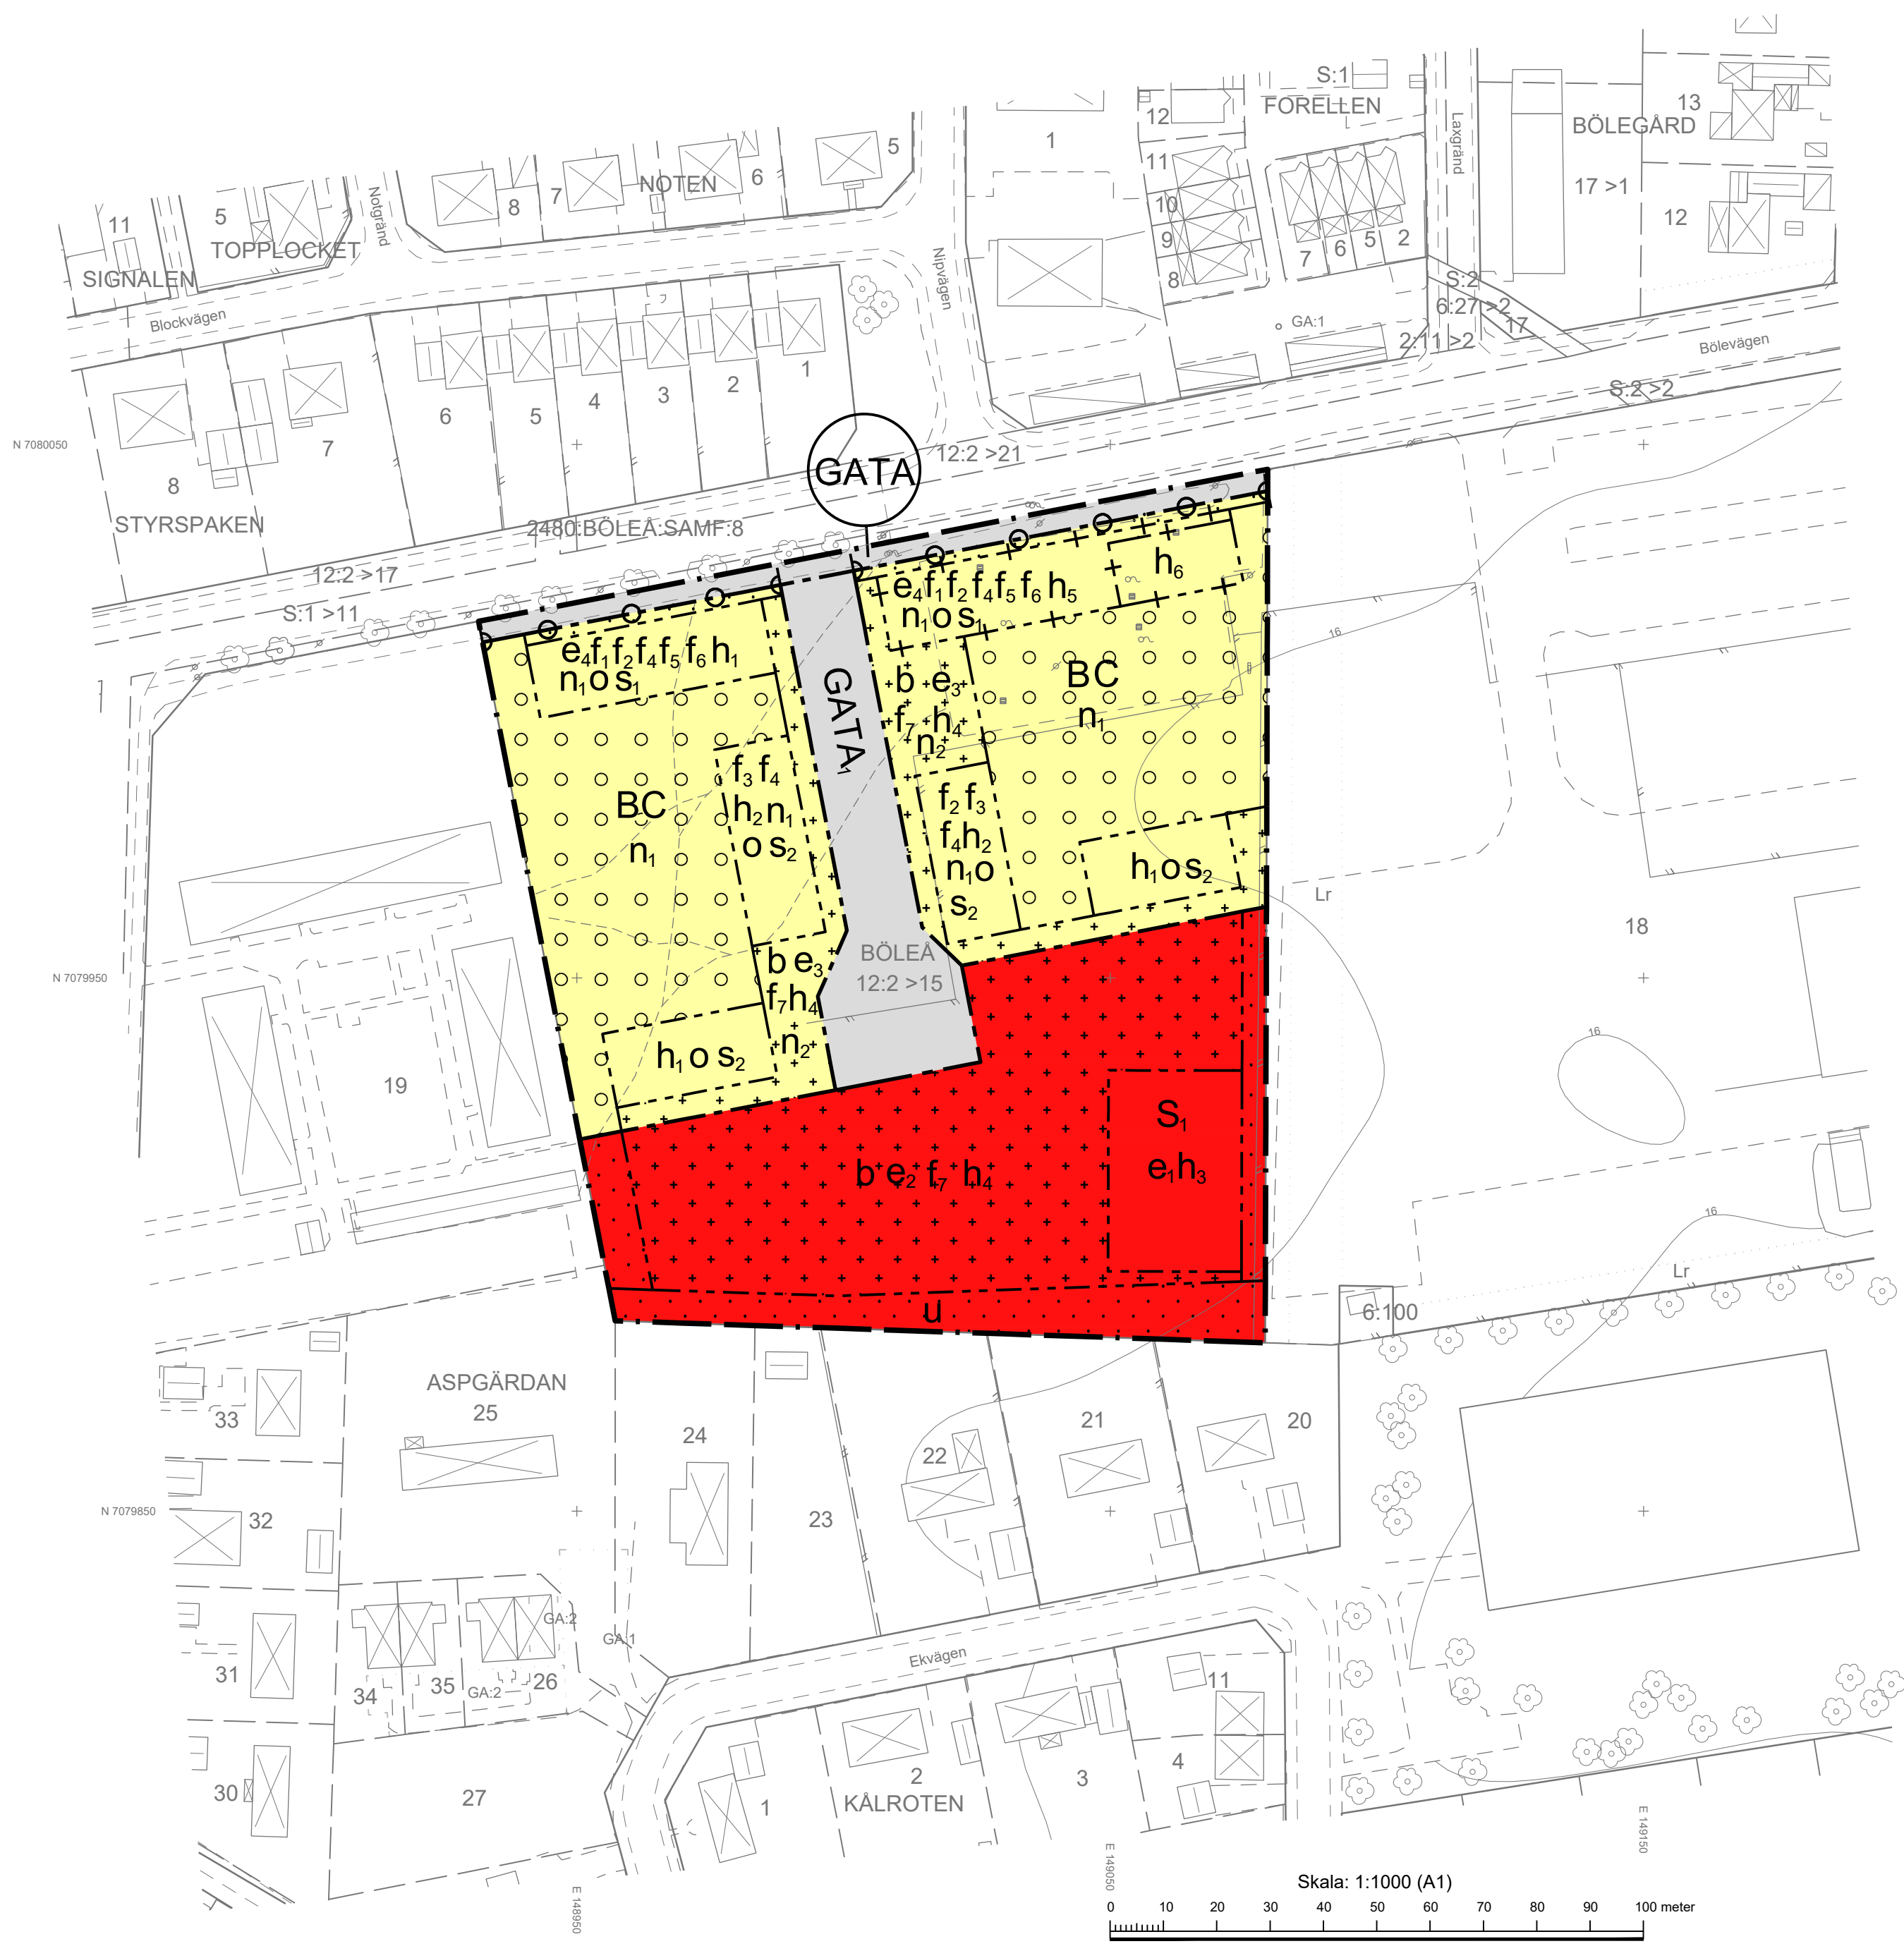 S:1
FORELLEN
13
BÖLEGÅRD
12
1
5
Laxgränd
11
17 >1
6
NOTEN
7
8
10
5
11
TOPPLOCKET
Notgränd
12
9
6
5
2
7
SIGNALEN
Nipvägen
8
S:2
6:27 >2
17
Blockvägen
GA:1
2:11 >2
Bölevägen
1
2
3
4
5
6
S:2 >2
7
N 7080050
12:2 >21
GATA
8
STYRSPAKEN
2480:BÖLEÅ:SAMF:8
12:2 >17
h6
e4f1f2f4f5f6h5
n1os1
S:1 >11
16
e4f1f2f4f5f6h1
n1os1
BC
n1
b e3
f7 h4
n2
GATA1
f3 f4
h2n1
os2
BC
n1
f2 f3
f4h2
n1o
s2
h1os2
Lr
18
BÖLEÅ
12:2 >15
b e3
f7h4
n2
N 7079950
h1os2
16
19
S1
e1h3
b e2 f7 h4
16
Lr
u
6:100
ASPGÄRDAN
25
33
24
21
20
22
N 7079850
32
23
GA:2
GA:1
Ekvägen
31
34
35
GA:2
26
11
4
30
27
2
3
1
KÅLROTEN
E 149050
E 149150
E 148950
Skala: 1:1000 (A1)
0 10 20 30 40 50 60 70 80 90 100 meter